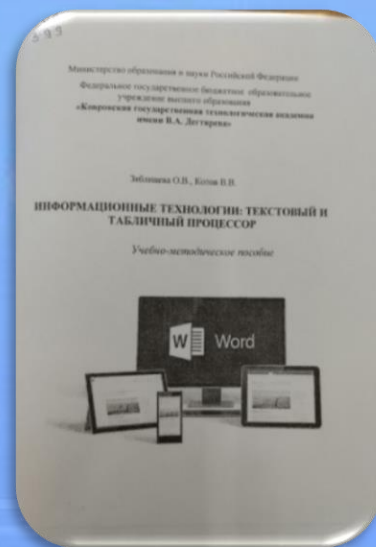 Министерство образования и науки Российской Федерации
Федеральное государственное бюджетное образовательное
учреждение высшего образования
«Ковровская государственная технологическая академия
имени В.А. Дегтярева»
Котов В.В.
ИНФОРМАЦИОННЫЕ ТЕХНОЛОГИИ: ТЕКСТОВЫЙ И
ТАБЛИЧНЫЙ ПРОЦЕССОР
Учебно-методическое пособие
W Word